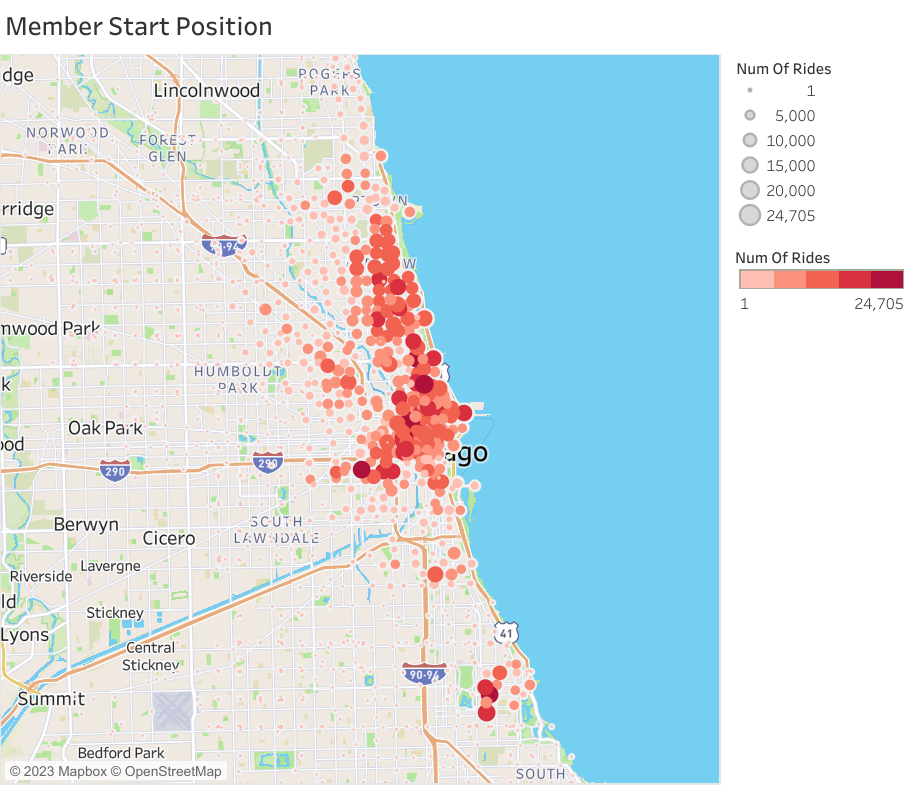 Member Start Position
dge
ROGERS
PARK
Lincolnwood
NORWOOD
PARK
FOREST
GLEN
rridge
90-94
mwood Park
HUMBOLDT
PARK
k
Oak Park
ood
290
290
ago
Berwyn
SOUTH
LAWNDALE
Cicero
Lavergne
Riverside
ld
Stickney
Lyons
41
Central
Stickney
90-94
Summit
Bedford Park
SOUTH
© 2023 Mapbox © OpenStreetMap
Num Of Rides
1
5,000
10,000
15,000
20,000
24,705
Num Of Rides
1
24,705